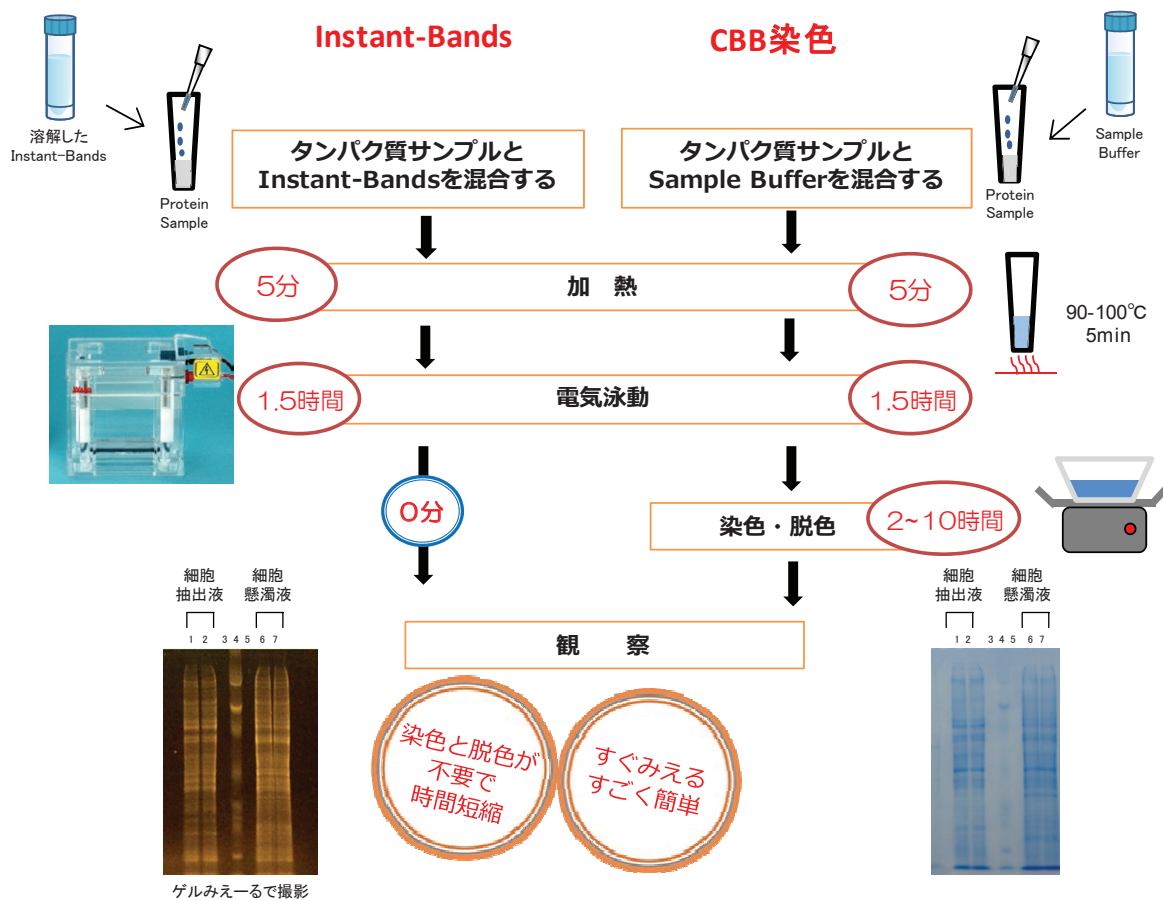 Instant-Bands
CBB染色
溶解した
Instant-Bands
Protein
Sample
タンパク質サンプルと
Instant-Bandsを混合する
タンパク質サンプルと
Sample Bufferを混合する
Sample
Buffer
Protein
Sample
5分
加　熱
5分
90-100℃
5min
1.5時間
電気泳動
1.5時間
0分
染色・脱色
2~10時間
細胞
抽出液
細胞
懸濁液
1 2 3 4 5 6 7
観　察
細胞
抽出液
細胞
懸濁液
1 2 3 4 5 6 7
染色と脱色が
不要で
時間短縮
すぐみえる
すごく簡単
ゲルみえーるで撮影